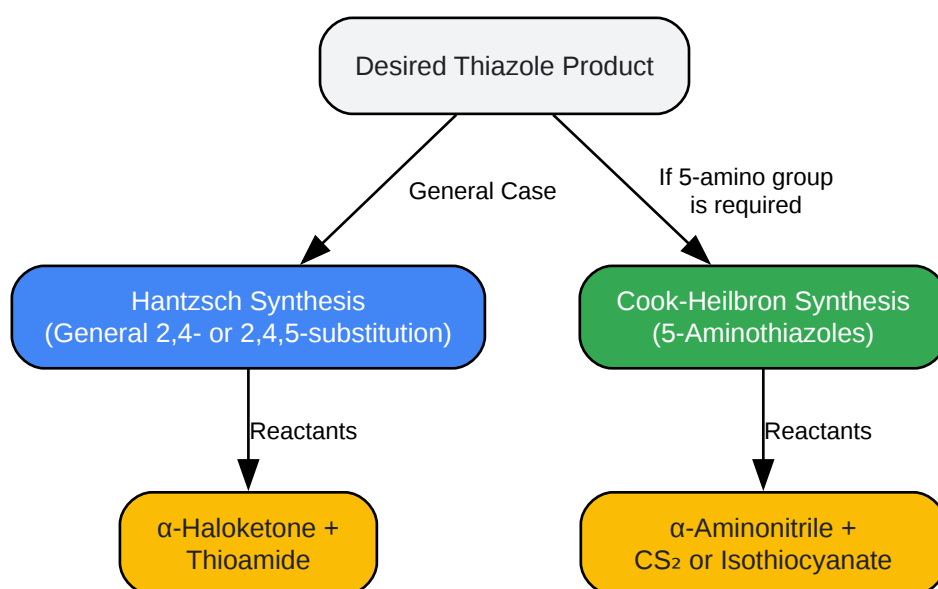 Desired Thiazole Product
General Case
If 5-amino group
is required
Hantzsch Synthesis
(General 2,4- or 2,4,5-substitution)
Cook-Heilbron Synthesis
(5-Aminothiazoles)
Reactants
Reactants
α-Haloketone +
Thioamide
α-Aminonitrile +
CS₂ or Isothiocyanate